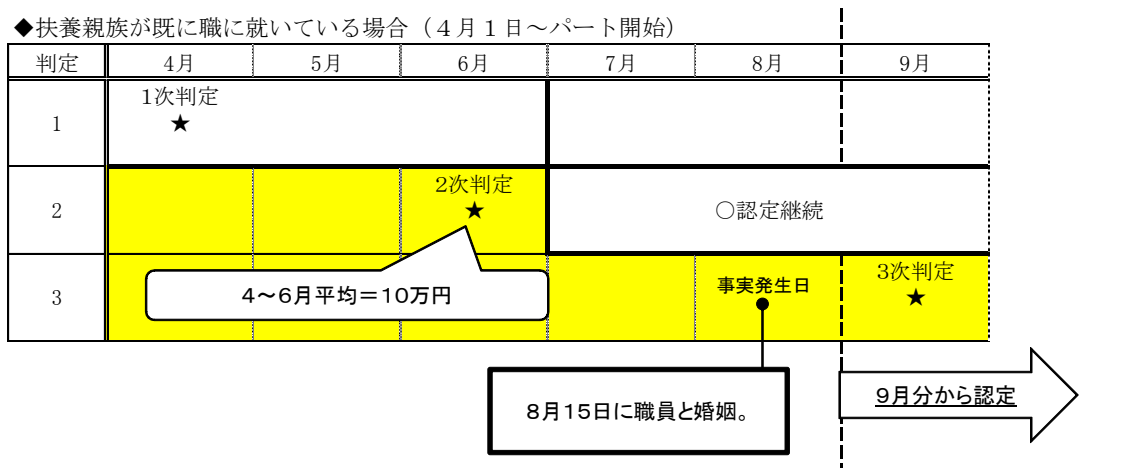 ◆扶養親族が既に職に就いている場合（４月１日～パート開始）
判定 4月 5月 6月 7月 8月 9月
1次判定
★
1
2次判定
★
2 ○認定継続
4～6月平均＝10万円
3次判定
★
3 事実発生日
8月15日に職員と婚姻。
9月分から認定